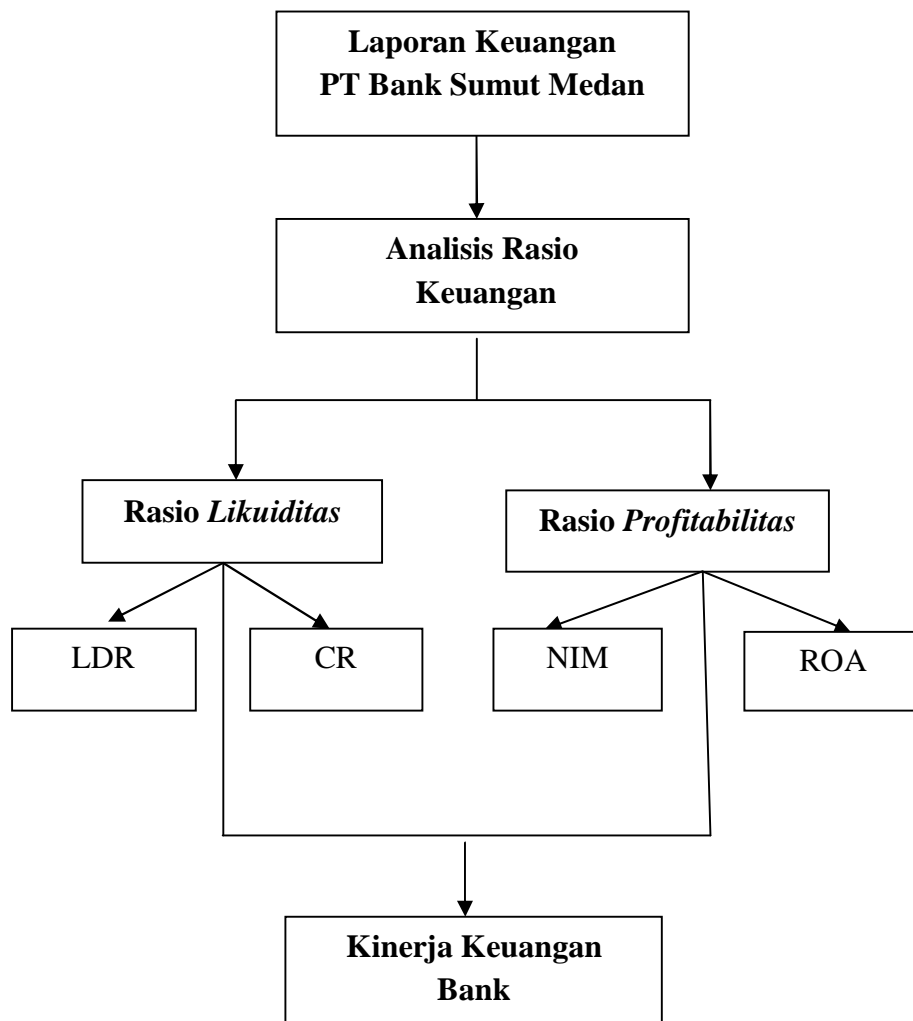 Laporan Keuangan
PT Bank Sumut Medan
Analisis Rasio
Keuangan
Rasio Likuiditas
Rasio Profitabilitas
LDR
CR
NIM
ROA
Kinerja Keuangan
Bank